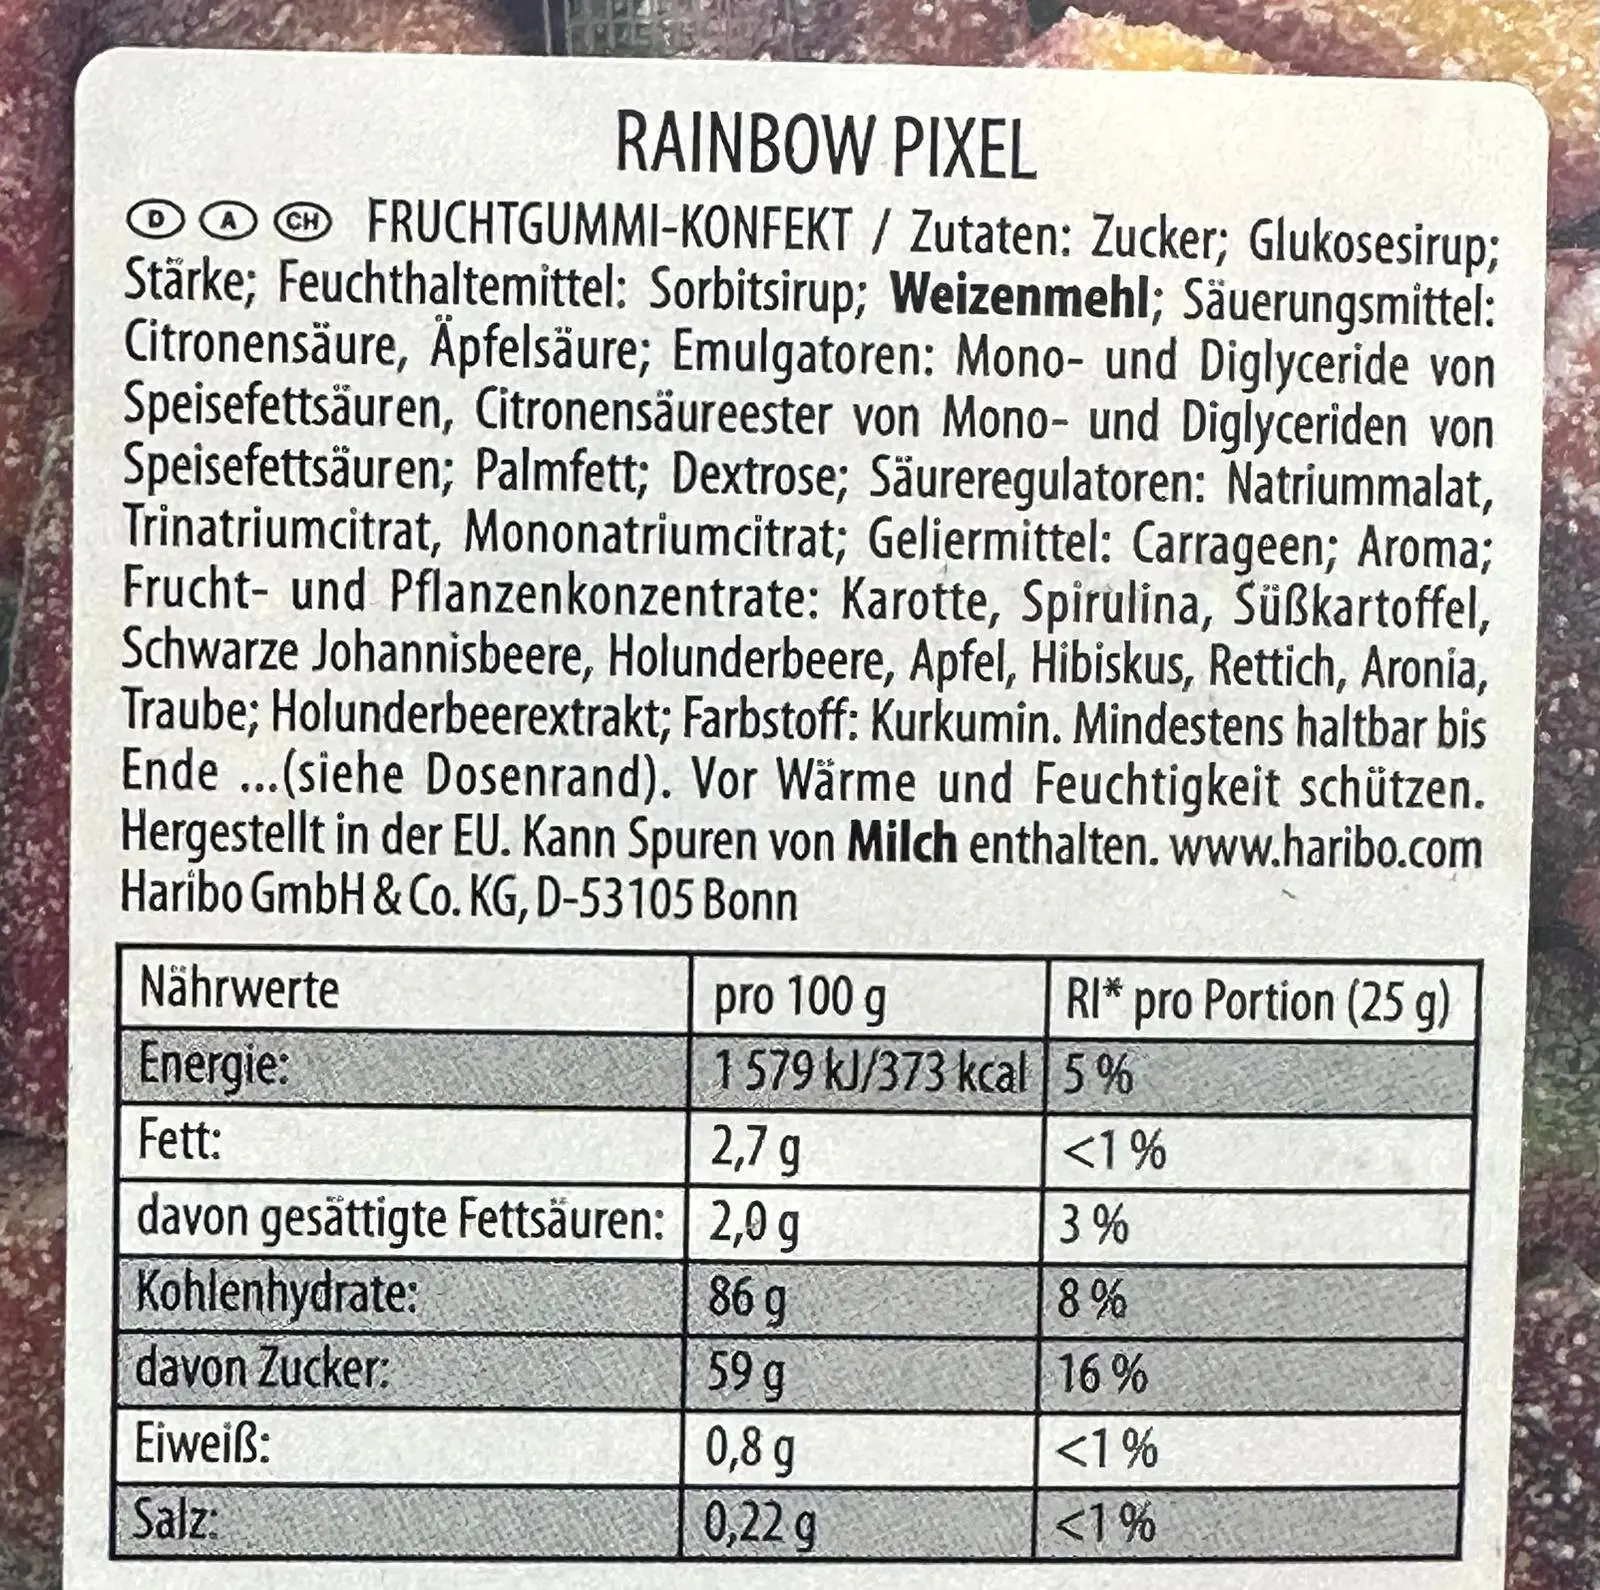 RAINBOW PIXEL
D A CH FRUCHTGUMMI-KONFEKT / Zutaten: Zucker; Glukosesirup;
Stärke; Feuchthaltemittel: Sorbitsirup; Weizenmehl; Säuerungsmittel:
Citronensäure, Äpfelsäure; Emulgatoren: Mono- und Diglyceride von
Speisefettsäuren, Citronensäureester von Mono- und Diglyceriden von
Speisefettsäuren; Palmfett; Dextrose; Säureregulatoren: Natriummalat,
Trinatriumcitrat, Mononatriumcitrat; Geliermittel: Carrageen; Aroma;
Frucht- und Pflanzenkonzentrate: Karotte, Spirulina, Süßkartoffel,
Schwarze Johannisbeere, Holunderbeere, Apfel, Hibiskus, Rettich, Aronia,
Traube; Holunderbeerextrakt; Farbstoff: Kurkumin. Mindestens haltbar bis
Ende ...(siehe Dosenrand). Vor Wärme und Feuchtigkeit schützen.
Hergestellt in der EU. Kann Spuren von Milch enthalten. www.haribo.com
Haribo GmbH & Co. KG, D-53105 Bonn
Nährwerte pro 100 g RI* pro Portion (25 g)
Energie: 1 579 kJ/373 kcal 5 %
Fett: 2,7 g <1 %
davon gesättigte Fettsäuren: 2,0 g 3 %
Kohlenhydrate: 86 g 8 %
davon Zucker: 59 g 16 %
Eiweiß: 0,8 g <1 %
Salz: 0,22 g <1 %